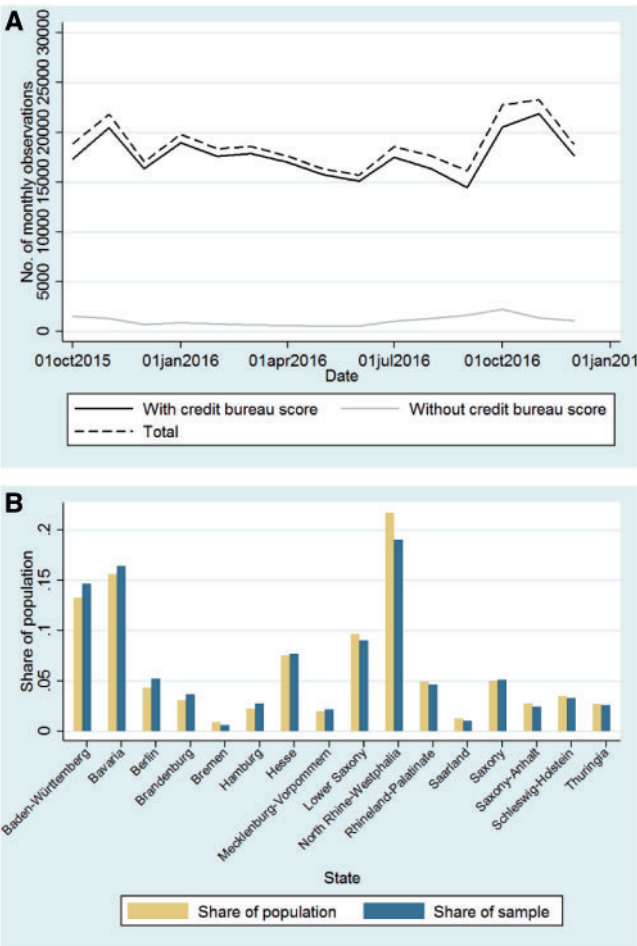 A
No. of monthly observations
30000
25000
20000
15000
10000
5000
0
01oct2015 01jan2016 01apr2016 01jul2016 01oct2016 01jan201
Date
With credit bureau score Without credit bureau score
Total
B
Share of population
.2
.15
.1
.05
0
Baden-Württemberg
Bavaria
Berlin
Brandenburg
Bremen
Hamburg
Hesse
Mecklenburg-Vorpommern
Lower Saxony
North Rhine-Westphalia
Rhineland-Palatinate
Saarland
Saxony
Saxony-Anhalt
Schleswig-Holstein
Thuringia
State
Share of population Share of sample